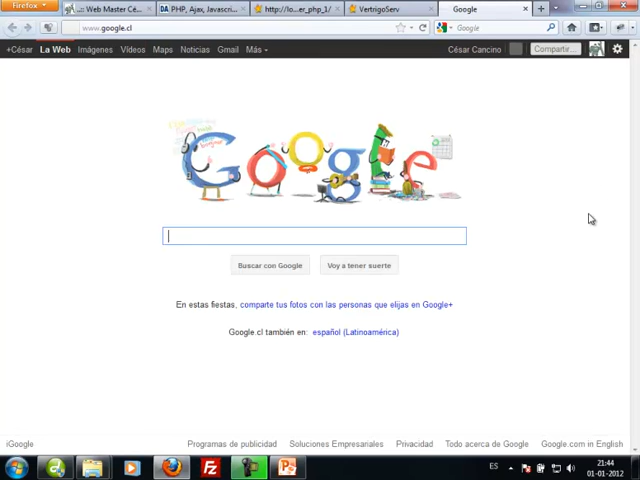 Firefox
.:: Web Master Cé...
PHP, Ajax, Javascri...
http://lo...er_php_1/
VertrigoServ
Google
www.google.cl
Google
+César La Web Imágenes Vídeos Maps Noticias Gmail Más
César Cancino
Compartir...
Google
Buscar con Google
Voy a tener suerte
En estas fiestas, comparte tus fotos con las personas que elijas en Google+
Google.cl también en: español (Latinoamérica)
iGoogle
Programas de publicidad Soluciones Empresariales Privacidad Todo acerca de Google Google.com in English
ES
21:44
01-01-2012